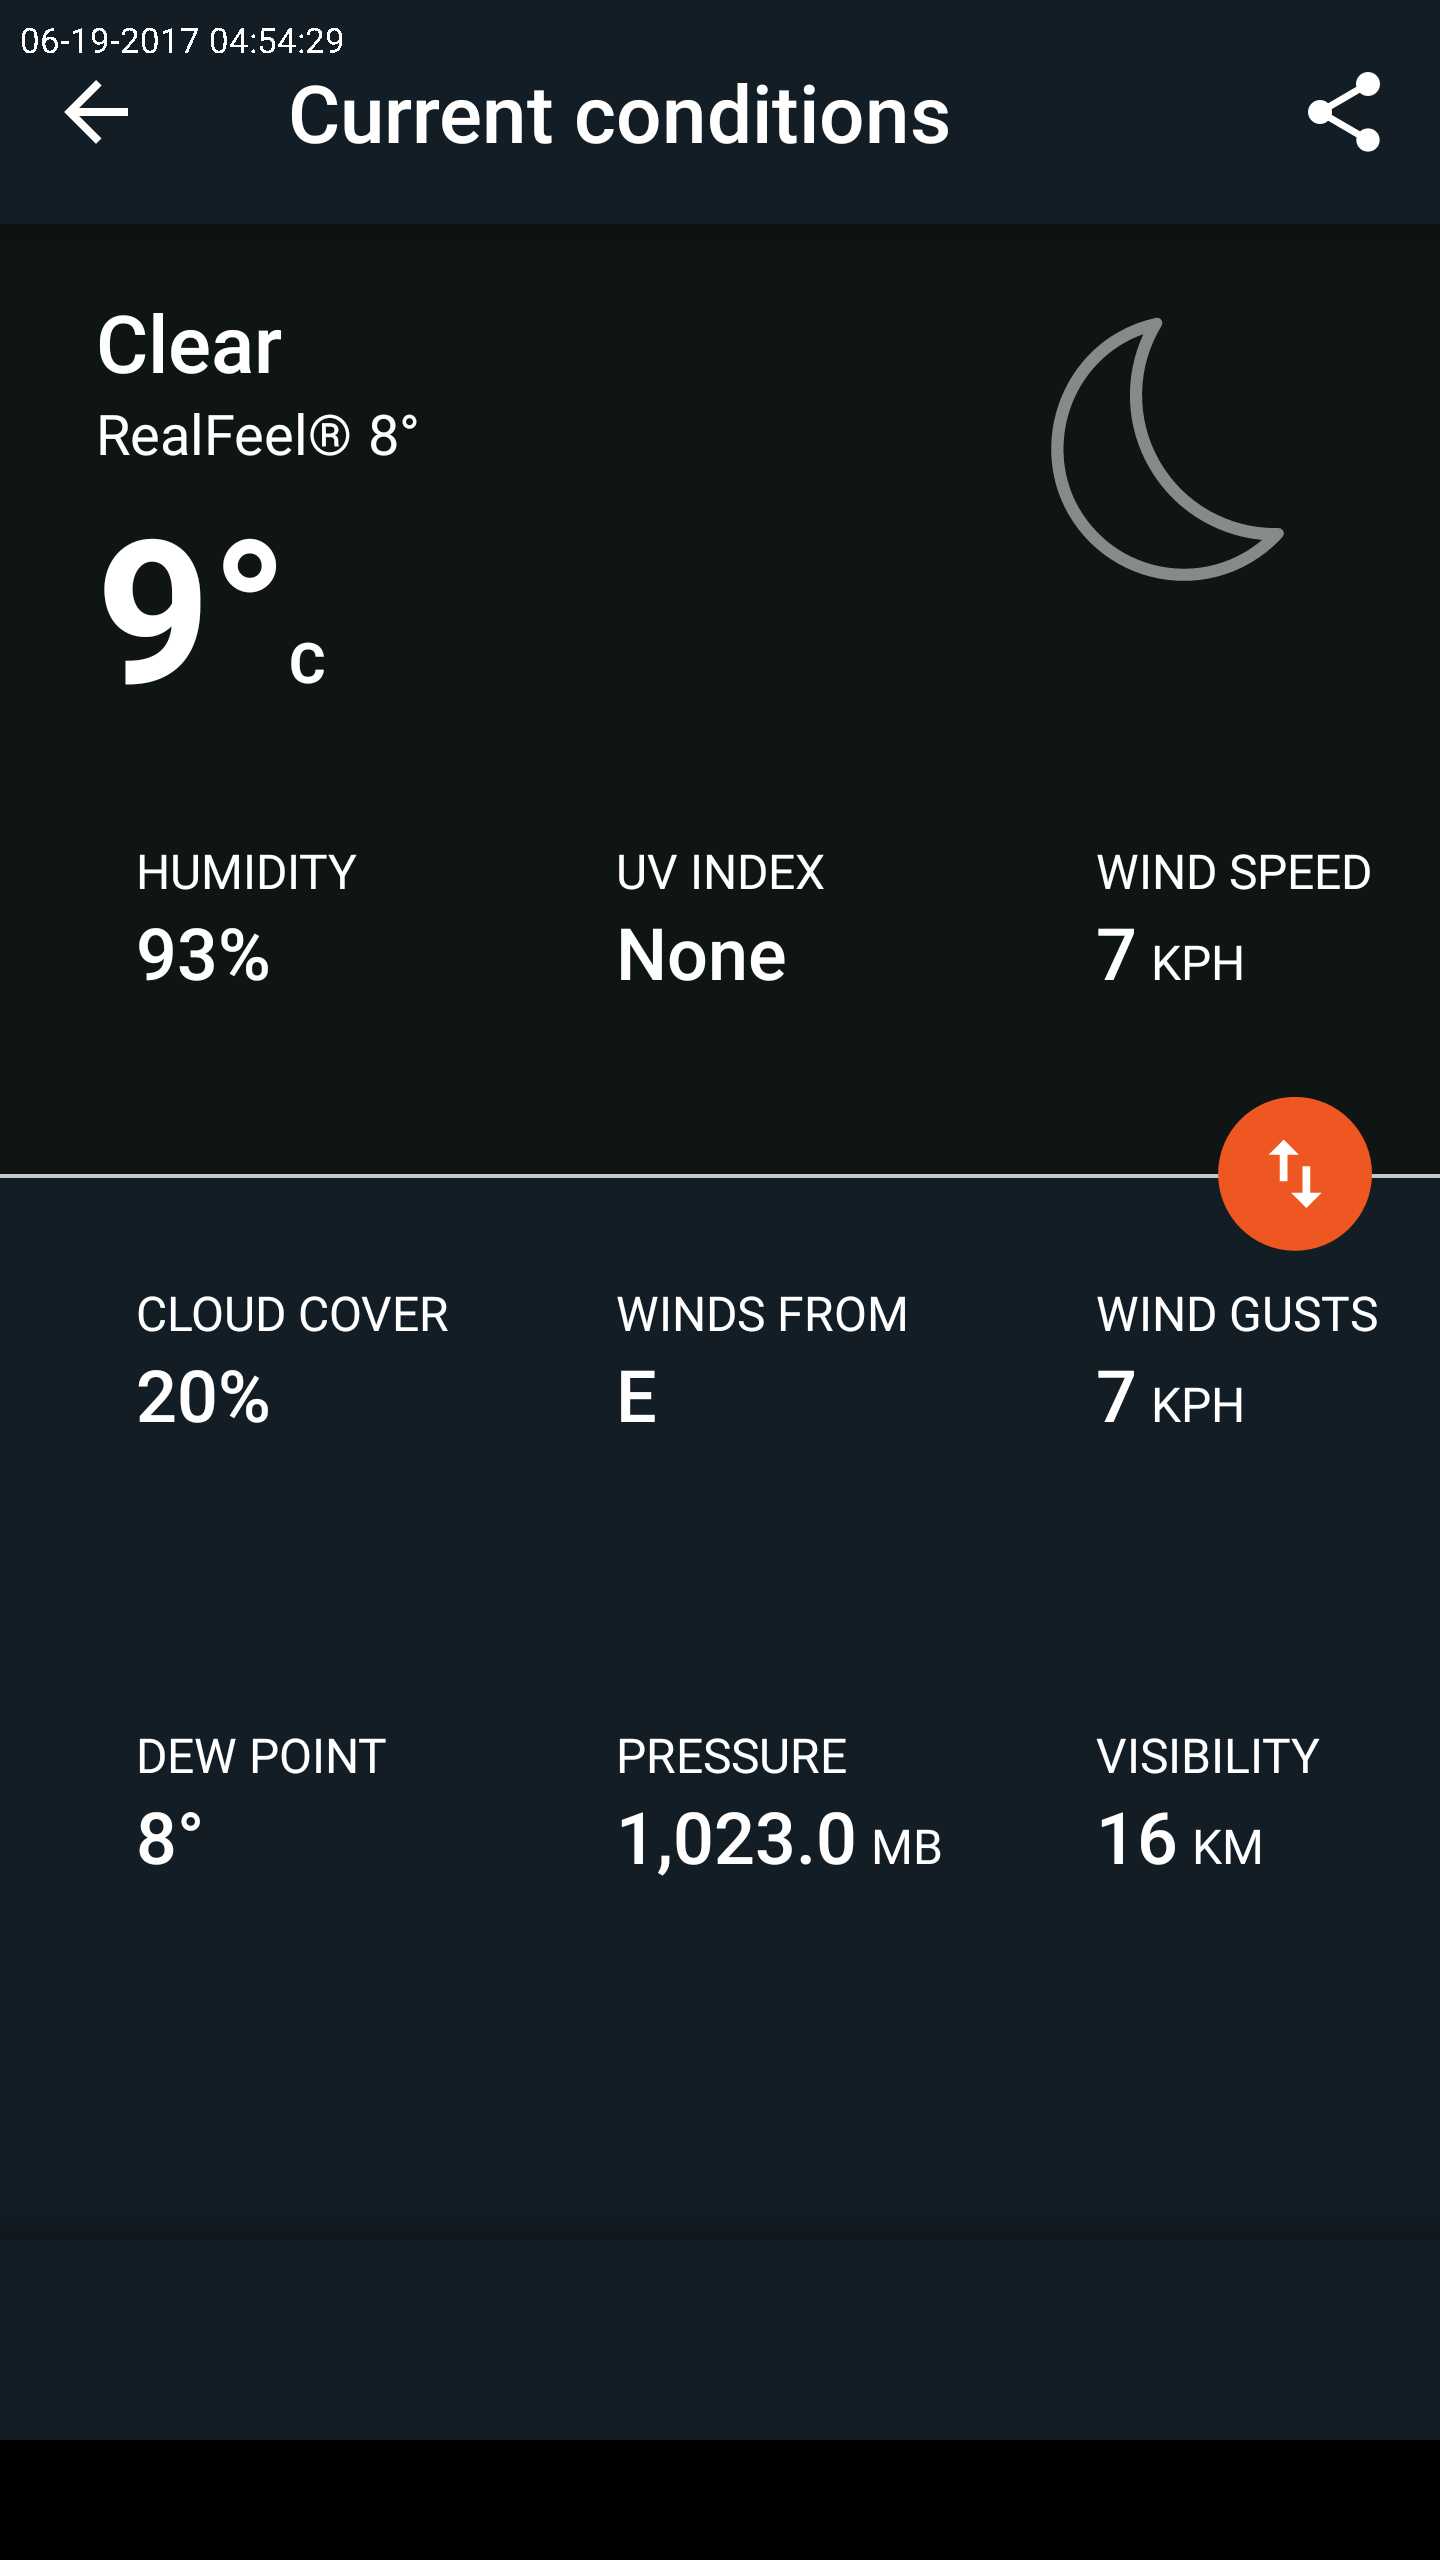 06-19-2017 04:54:29
Current conditions
Clear
RealFeel® 8°
9°C
HUMIDITY UV INDEX WIND SPEED
93% None 7 KPH
CLOUD COVER WINDS FROM WIND GUSTS
20% E 7 KPH
DEW POINT PRESSURE VISIBILITY
8° 1,023.0 MB 16 KM